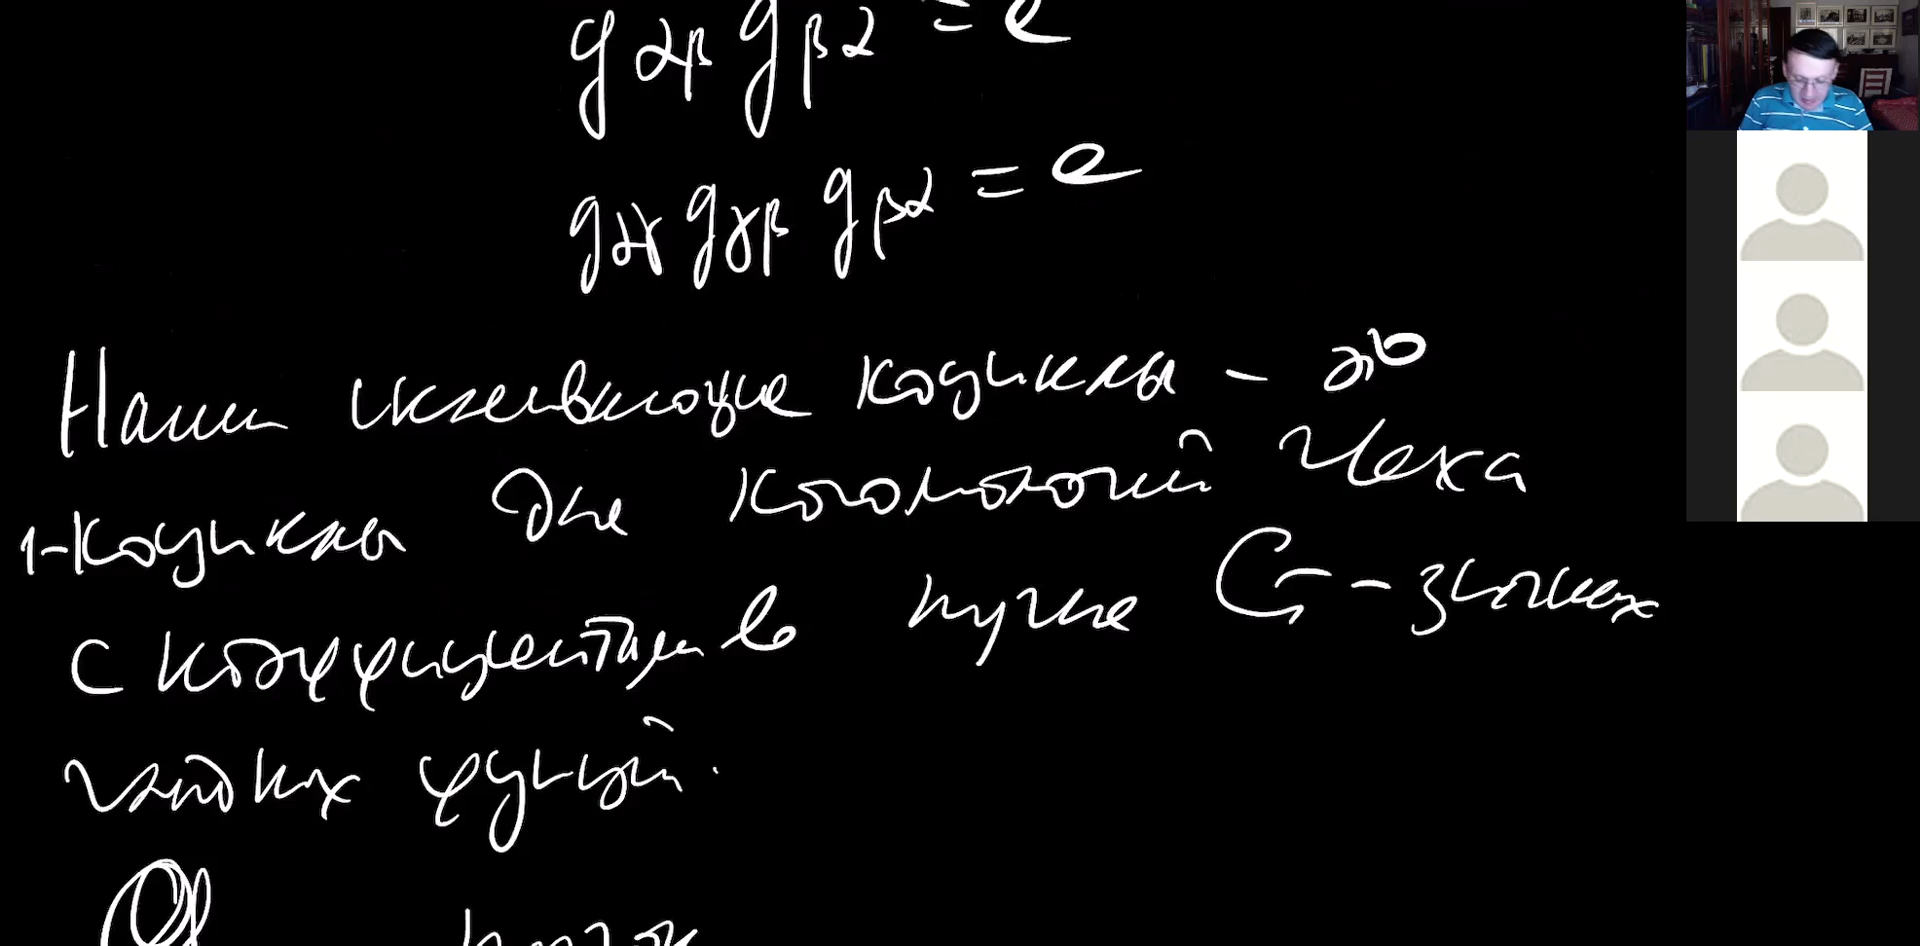 g_{αβ} g_{βα} = e
g_{αγ} g_{γβ} g_{βα} = e
Наши склеивающие коциклы – это
1-коциклы для когомологий Чеха
с коэффициентами в пучке G-значных
гладких функций.